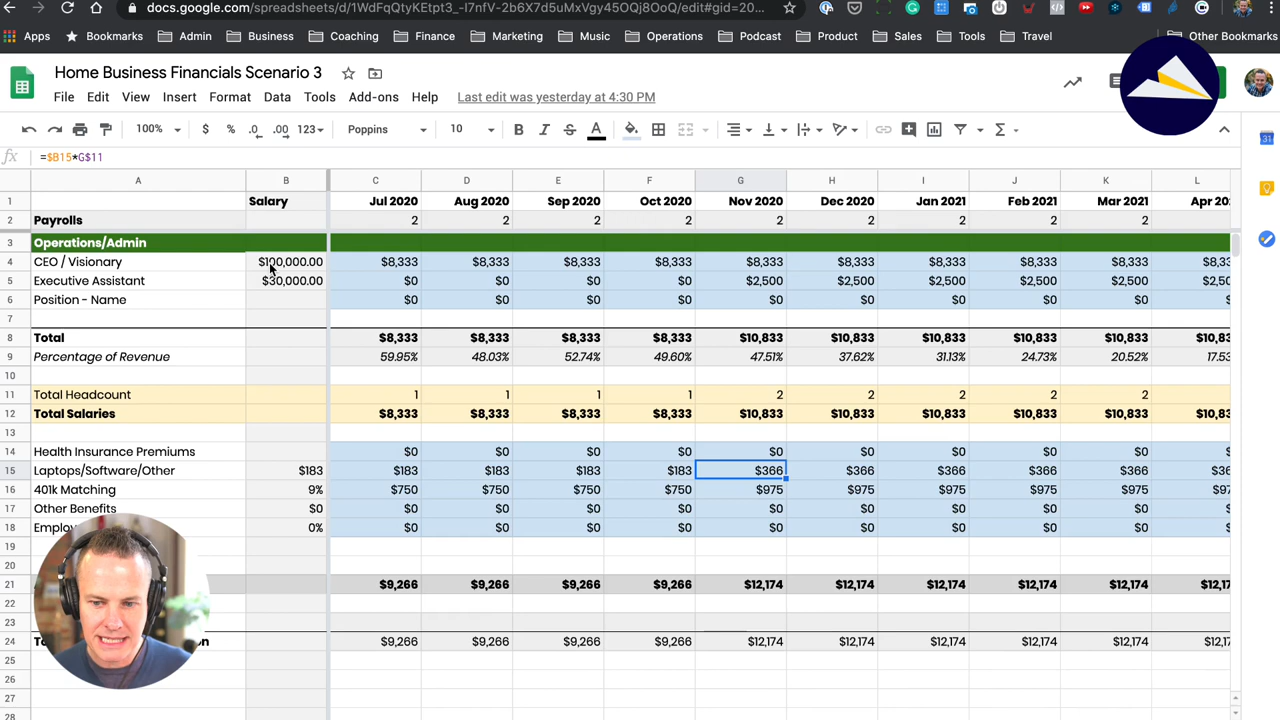 docs.google.com/spreadsheets/d/1WdFqQtyKEtpt3_-l7nfV-2b6X7d5uMxVgy45OQj8OoQ/edit#gid=20...
Apps Bookmarks Admin Business Coaching Finance Marketing Music Operations Podcast Product Sales Tools Travel Other Bookmarks
Home Business Financials Scenario 3
File Edit View Insert Format Data Tools Add-ons Help Last edit was yesterday at 4:30 PM
100% $ % .0 .00 123 Poppins 10 B I S A
fx =$B15*G$11
A B C D E F G H I J K L
1 Salary Jul 2020 Aug 2020 Sep 2020 Oct 2020 Nov 2020 Dec 2020 Jan 2021 Feb 2021 Mar 2021 Apr 20
2 Payrolls 2 2 2 2 2 2 2 2 2
3 Operations/Admin
4 CEO / Visionary $100,000.00 $8,333 $8,333 $8,333 $8,333 $8,333 $8,333 $8,333 $8,333 $8,333 $8,33
5 Executive Assistant $30,000.00 $0 $0 $0 $0 $2,500 $2,500 $2,500 $2,500 $2,500 $2,50
6 Position - Name $0 $0 $0 $0 $0 $0 $0 $0 $0
7
8 Total $8,333 $8,333 $8,333 $8,333 $10,833 $10,833 $10,833 $10,833 $10,833 $10,83
9 Percentage of Revenue 59.95% 48.03% 52.74% 49.60% 47.51% 37.62% 31.13% 24.73% 20.52% 17.53
10
11 Total Headcount 1 1 1 1 2 2 2 2 2
12 Total Salaries $8,333 $8,333 $8,333 $8,333 $10,833 $10,833 $10,833 $10,833 $10,833 $10,83
13
14 Health Insurance Premiums $0 $0 $0 $0 $0 $0 $0 $0 $0
15 Laptops/Software/Other $183 $183 $183 $183 $183 $366 $366 $366 $366 $366 $36
16 401k Matching 9% $750 $750 $750 $750 $975 $975 $975 $975 $975 $97
17 Other Benefits $0 $0 $0 $0 $0 $0 $0 $0 $0 $0
18 Employ 0% $0 $0 $0 $0 $0 $0 $0 $0 $0
19
20
21 $9,266 $9,266 $9,266 $9,266 $12,174 $12,174 $12,174 $12,174 $12,174 $12,17
22
23
24 $9,266 $9,266 $9,266 $9,266 $12,174 $12,174 $12,174 $12,174 $12,174 $12,17
25
26
27
28
31